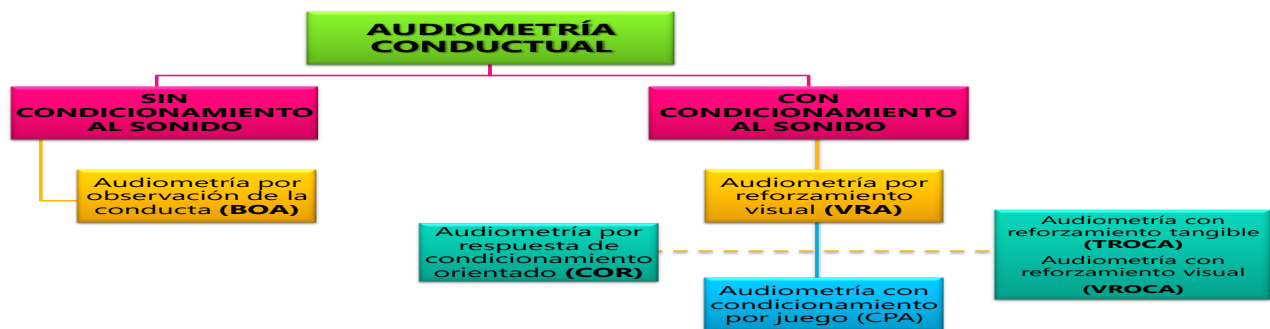 AUDIOMETRÍA
CONDUCTUAL
SIN
CONDICIONAMIENTO
AL SONIDO
CON
CONDICIONAMIENTO
AL SONIDO
Audiometría por
observación de la
conducta (BOA)
Audiometría por
reforzamiento
visual (VRA)
Audiometría por
respuesta de
condicionamiento
orientado (COR)
Audiometría con
reforzamiento tangible
(TROCA)
Audiometría con
reforzamiento visual
(VROCA)
Audiometría con
condicionamiento
por juego (CPA)